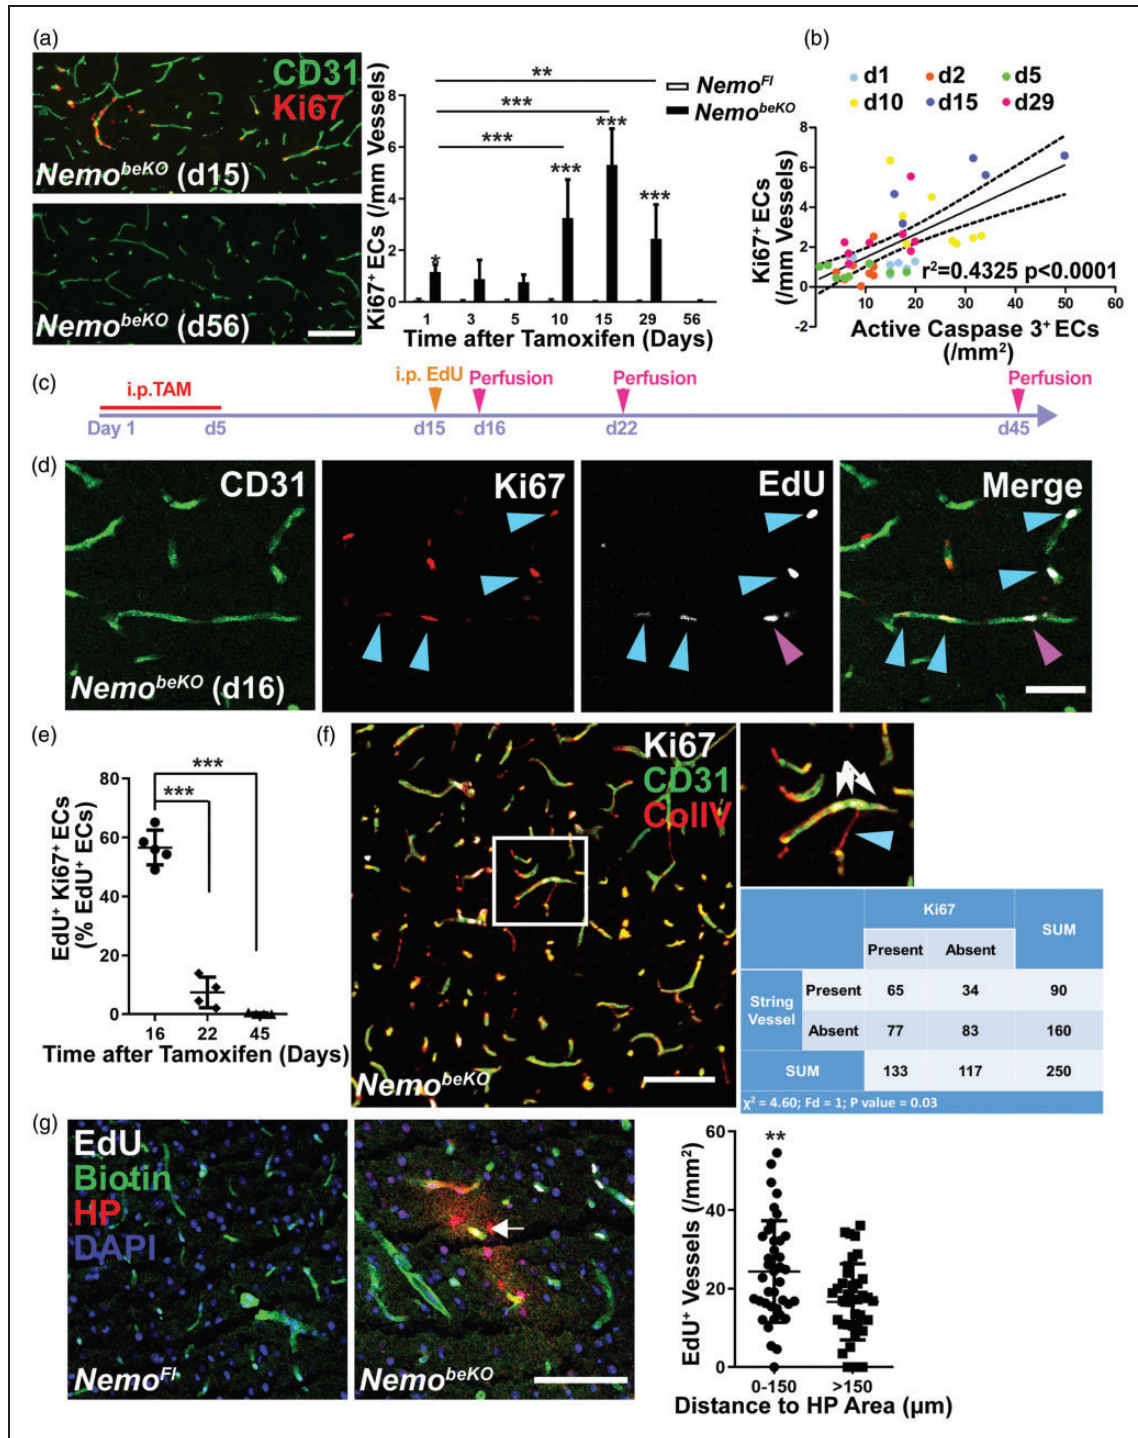 (a)
CD31
Ki67
Nemo^beKO (d15)
Nemo^beKO (d56)
Ki67+ ECs (/mm Vessels)
8
6
4
2
0
**
***
***
*
***
***
***
Nemo^Fl
Nemo^beKO
1 3 5 10 15 29 56
Time after Tamoxifen (Days)
(b)
d1 d2 d5
d10 d15 d29
Ki67+ ECs
(/mm Vessels)
8
6
4
2
0
-2
r²=0.4325 p<0.0001
10 20 30 40 50 60
Active Caspase 3+ ECs
(/mm²)
(c)
i.p.TAM
i.p. EdU
Perfusion
Perfusion
Perfusion
Day 1 d5 d15 d16 d22 d45
(d)
CD31
Ki67
EdU
Merge
Nemo^beKO (d16)
(e)
EdU+ Ki67+ ECs
(% EdU+ ECs)
80
60
40
20
0
***
***
16 22 45
Time after Tamoxifen (Days)
(f)
Ki67
CD31
CollV
Nemo^beKO
Ki67 SUM
Present Absent
String Vessel
Present 65 34 90
Absent 77 83 160
SUM 133 117 250
χ² = 4.60; Fd = 1; P value = 0.03
(g)
EdU
Biotin
HP
DAPI
Nemo^Fl
Nemo^beKO
EdU+ Vessels (/mm²)
60
40
20
0
**
0-150 >150
Distance to HP Area (µm)